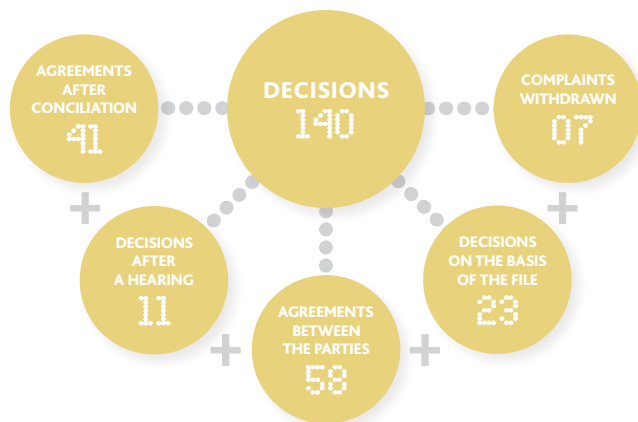 AGREEMENTS
AFTER
CONCILIATION
41
DECISIONS
140
COMPLAINTS
WITHDRAWN
07
+
+
DECISIONS
AFTER
A HEARING
11
DECISIONS
ON THE BASIS
OF THE FILE
23
AGREEMENTS
BETWEEN
THE PARTIES
58
+
+